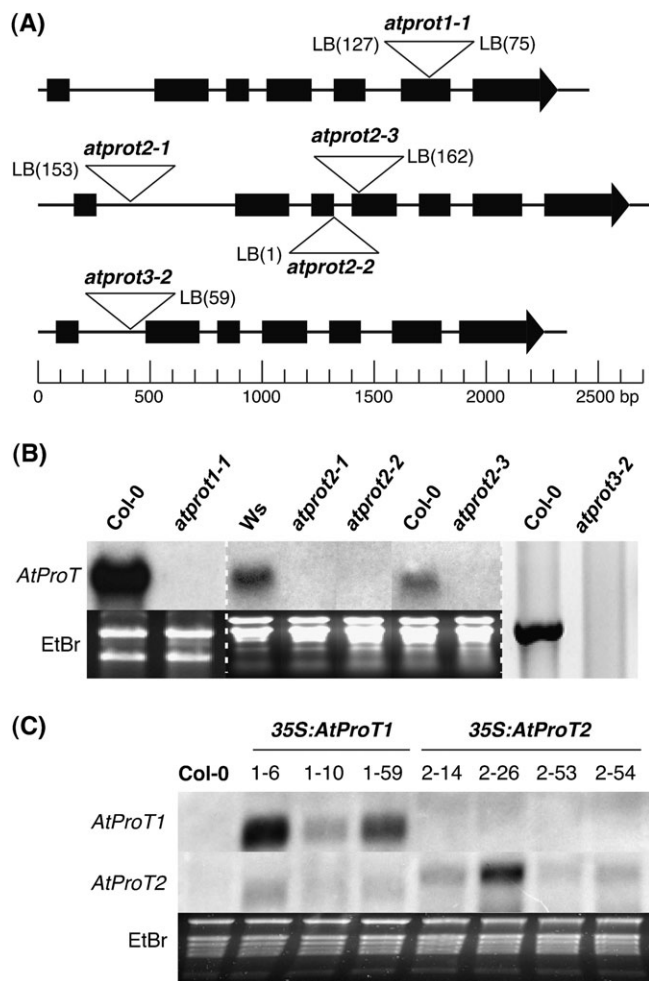 (A)
atprot1-1
LB(127) LB(75)
atprot2-1 atprot2-3
LB(153) LB(162)
LB(1)
atprot2-2
atprot3-2
LB(59)
0 500 1000 1500 2000 2500 bp
(B)
Col-0 atprot1-1 Ws atprot2-1 atprot2-2 Col-0 atprot2-3 Col-0 atprot3-2
AtProT
EtBr
(C)
35S:AtProT1 35S:AtProT2
Col-0 1-6 1-10 1-59 2-14 2-26 2-53 2-54
AtProT1
AtProT2
EtBr